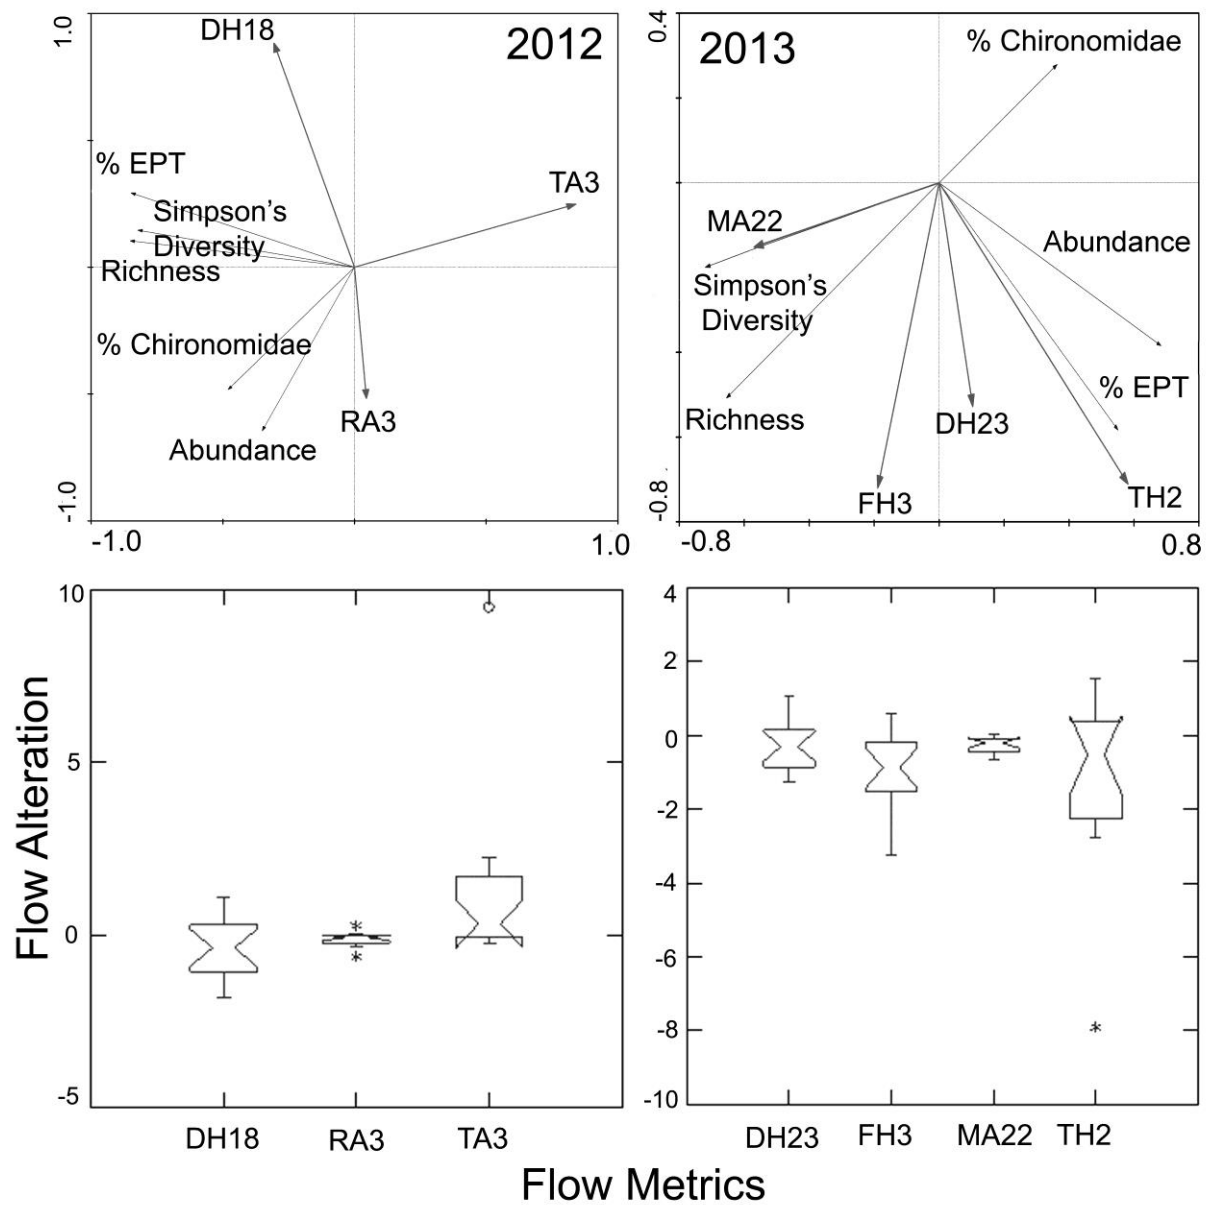 1.0
DH18
2012
% EPT
TA3
Simpson's
Diversity
Richness
% Chironomidae
RA3
Abundance
-1.0
-1.0
1.0
0.4
2013
% Chironomidae
MA22
Abundance
Simpson's
Diversity
% EPT
Richness
DH23
FH3
TH2
-0.8
-0.8
0.8
Flow Alteration
10
5
0
-5
DH18 RA3 TA3
4
2
0
-2
-4
-6
-8
-10
DH23 FH3 MA22 TH2
Flow Metrics